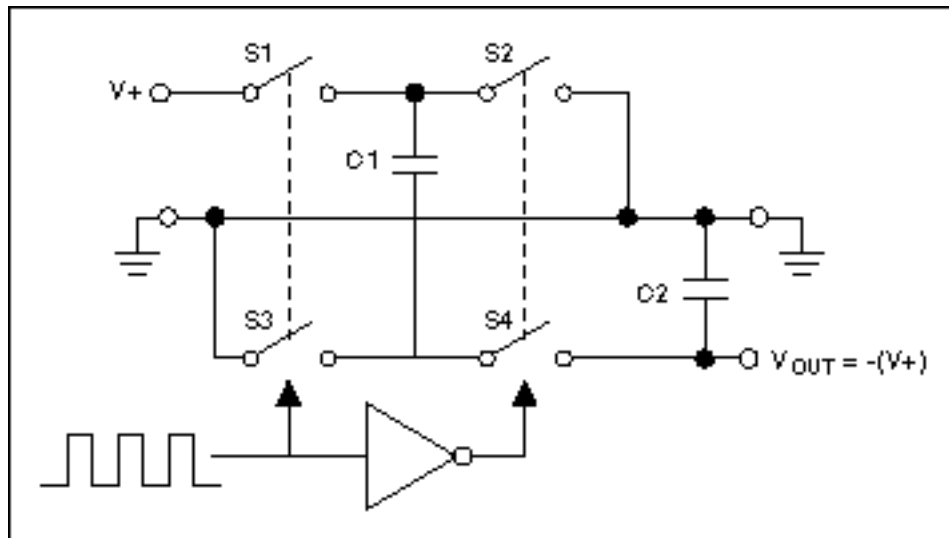 S1
S2
V+
C1
C2
S3
S4
VOUT = -(V+)